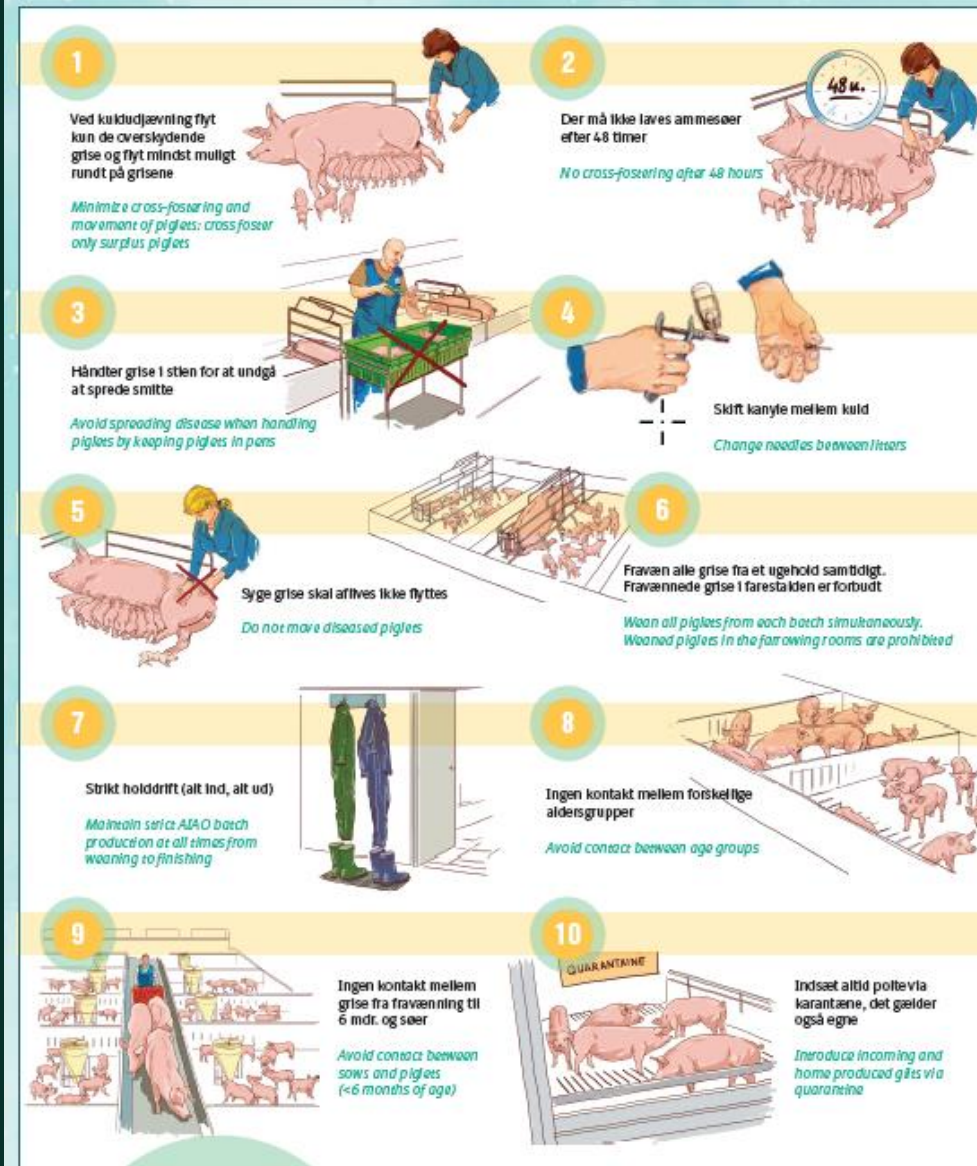 1
Ved kuldudjævning flyt
kun de overskydende
grise og flyt mindst muligt
rundt på grisene
Minimize cross-fostering and
movement of piglets: cross foster
only surplus piglets
2
48 u.
Der må ikke laves ammesøer
efter 48 timer
No cross-fostering after 48 hours
3
Håndter grise i stien for at undgå
at sprede smitte
Avoid spreading disease when handling
piglets by keeping piglets in pens
4
Skift kanyle mellem kuld
Change needles between litters
5
Syge grise skal aflives ikke flyttes
Do not move diseased piglets
6
Fravæn alle grise fra et ugehold samtidigt.
Fravænnede grise i farestalden er forbudt
Wean all piglets from each batch simultaneously.
Weaned piglets in the farrowing rooms are prohibited
7
Strikt holddrift (alt ind, alt ud)
Maintain strict AIAO batch
production at all times from
weaning to finishing
8
Ingen kontakt mellem forskellige
aldersgrupper
Avoid contact between age groups
9
Ingen kontakt mellem
grise fra fravænning til
6 mdr. og søer
Avoid contact between
sows and piglets
(<6 months of age)
10
QUARANTAINE
Indsæt altid polte via
karantæne, det gælder
også egne
Introduce incoming and
home produced gilts via
quarantine